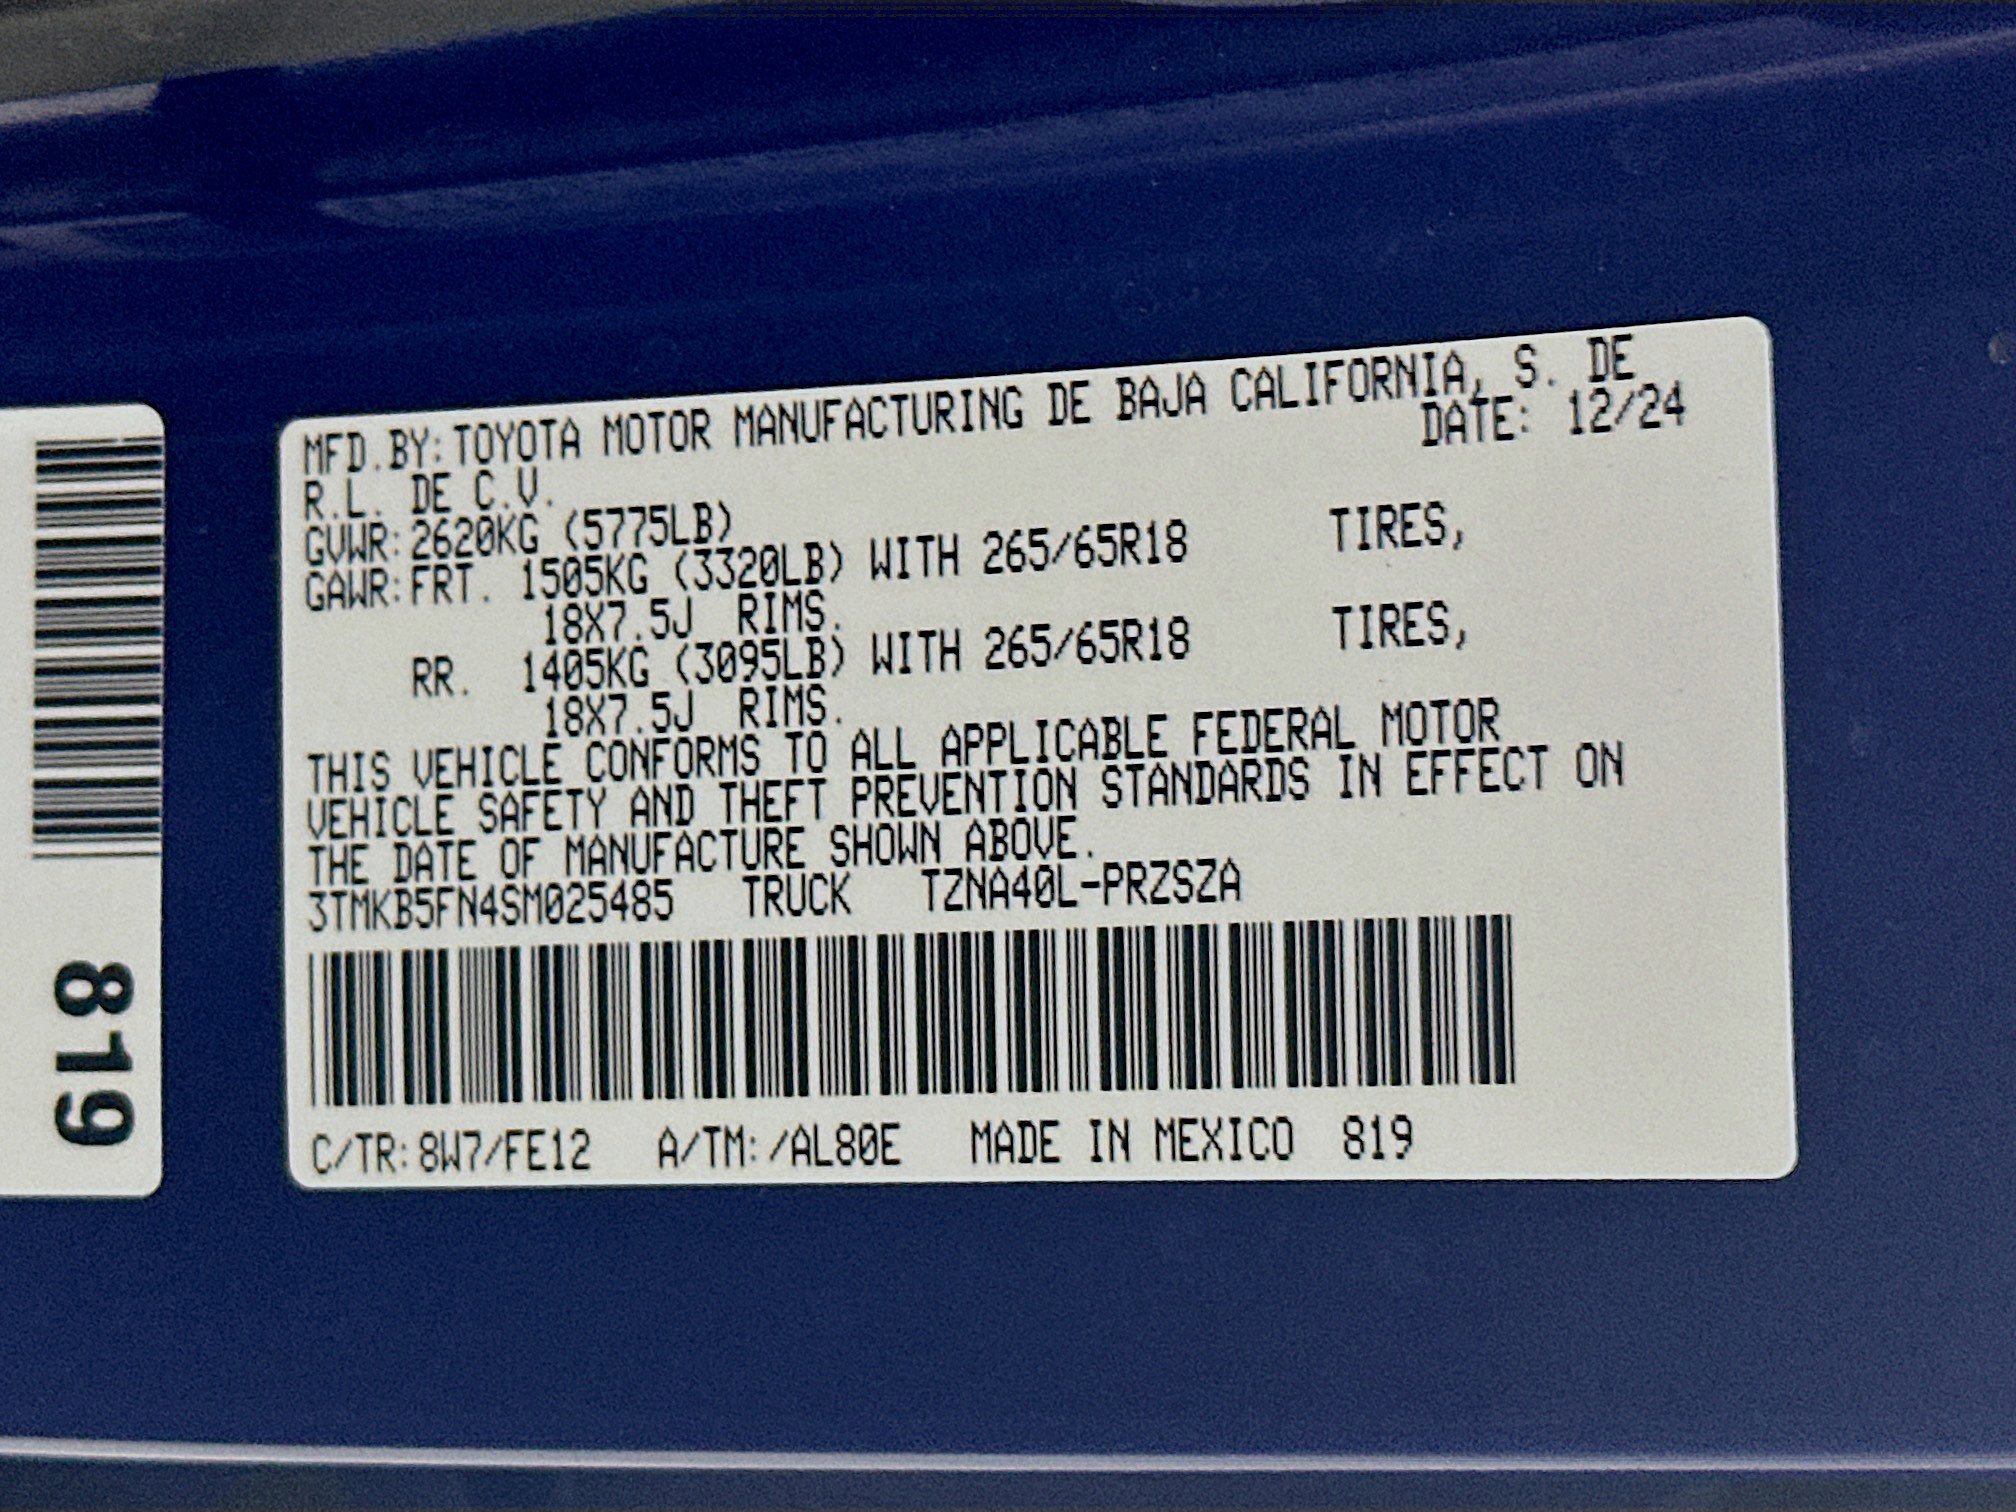 MFD.BY:TOYOTA MOTOR MANUFACTURING DE BAJA CALIFORNIA, S. DE
R.L. DE C.V. DATE: 12/24
GVWR:2620KG (5775LB)
GAWR:FRT. 1505KG (3320LB) WITH 265/65R18 TIRES,
18X7.5J RIMS.
RR. 1405KG (3095LB) WITH 265/65R18 TIRES,
18X7.5J RIMS.
THIS VEHICLE CONFORMS TO ALL APPLICABLE FEDERAL MOTOR
VEHICLE SAFETY AND THEFT PREVENTION STANDARDS IN EFFECT ON
THE DATE OF MANUFACTURE SHOWN ABOVE.
3TMKB5FN4SM025485 TRUCK TZNA40L-PRZSZA
C/TR:8W7/FE12 A/TM:/AL80E MADE IN MEXICO 819
819